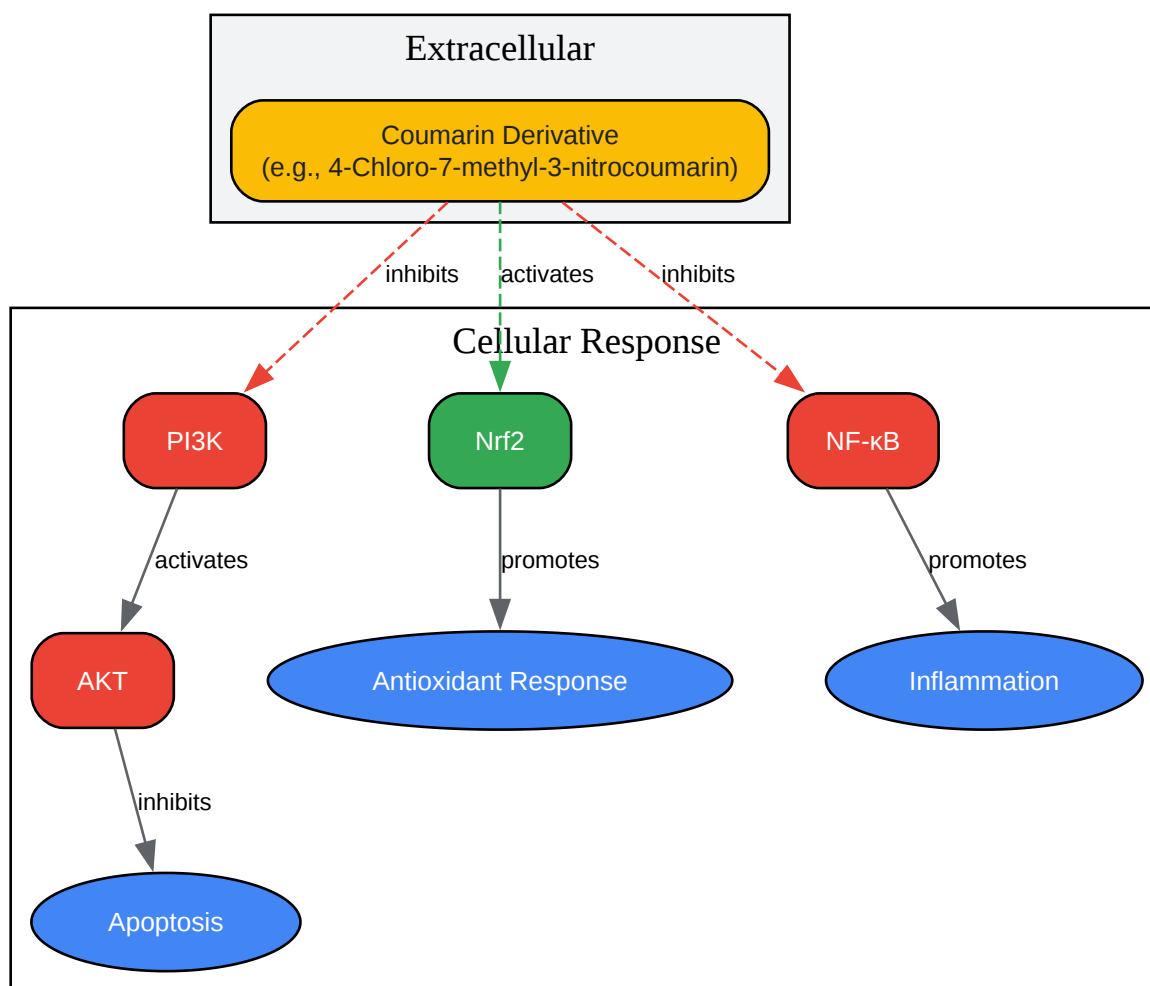 Extracellular
Coumarin Derivative
(e.g., 4-Chloro-7-methyl-3-nitrocoumarin)
inhibits
activates
inhibits
Cellular Response
PI3K
Nrf2
NF-κB
activates
promotes
promotes
AKT
Antioxidant Response
Inflammation
inhibits
Apoptosis